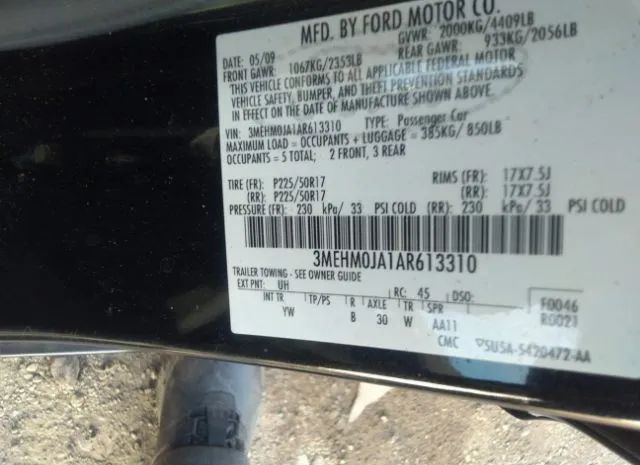 MFD. BY FORD MOTOR CO.
DATE: 05/09 GVWR: 2000KG/4409LB
FRONT GAWR: 1067KG/2353LB REAR GAWR: 933KG/2056LB
THIS VEHICLE CONFORMS TO ALL APPLICABLE FEDERAL MOTOR
VEHICLE SAFETY, BUMPER, AND THEFT PREVENTION STANDARDS
IN EFFECT ON THE DATE OF MANUFACTURE SHOWN ABOVE.
VIN: 3MEHM0JA1AR613310 TYPE: Passenger Car
MAXIMUM LOAD = OCCUPANTS + LUGGAGE = 385KG/ 850LB
OCCUPANTS = 5 TOTAL; 2 FRONT, 3 REAR
TIRE (FR): P225/50R17 RIMS (FR): 17X7.5J
(RR): P225/50R17 (RR): 17X7.5J
PRESSURE (FR): 230 kPa/ 33 PSI COLD (RR): 230 kPa/ 33 PSI COLD
3MEHM0JA1AR613310
TRAILER TOWING - SEE OWNER GUIDE
EXT PNT: UH RC: 45 DSO: F0046
INT TR TP/PS R AXLE TR SPR R0021
YW B 30 W AA11
CMC 5U5A-5420472-AA